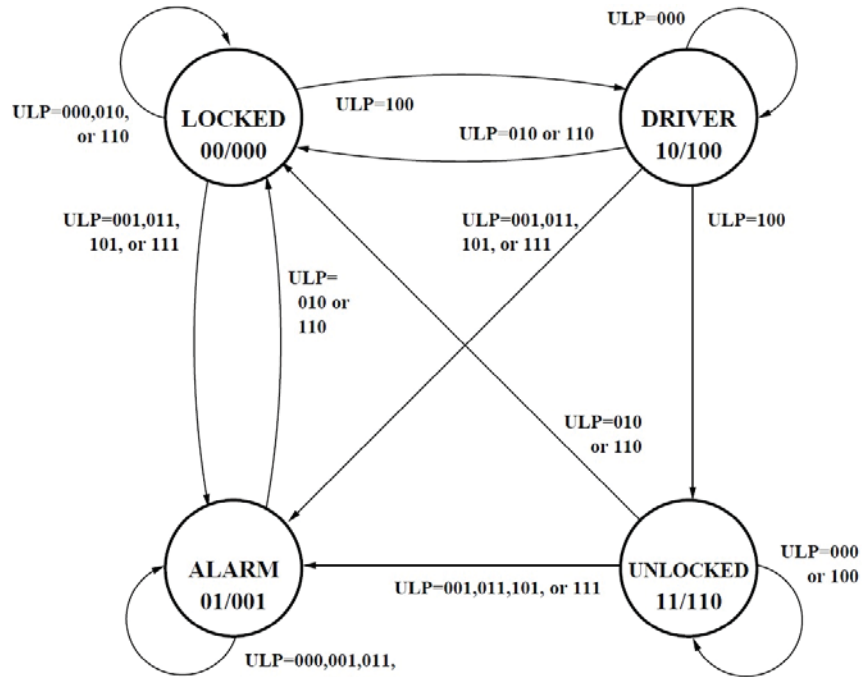 ULP=000
ULP=000,010,
or 110
LOCKED
00/000
ULP=100
ULP=010 or 110
DRIVER
10/100
ULP=001,011,
101, or 111
ULP=
010 or
110
ULP=001,011,
101, or 111
ULP=100
ULP=010
or 110
ALARM
01/001
ULP=001,011,101, or 111
UNLOCKED
11/110
ULP=000
or 100
ULP=000,001,011,